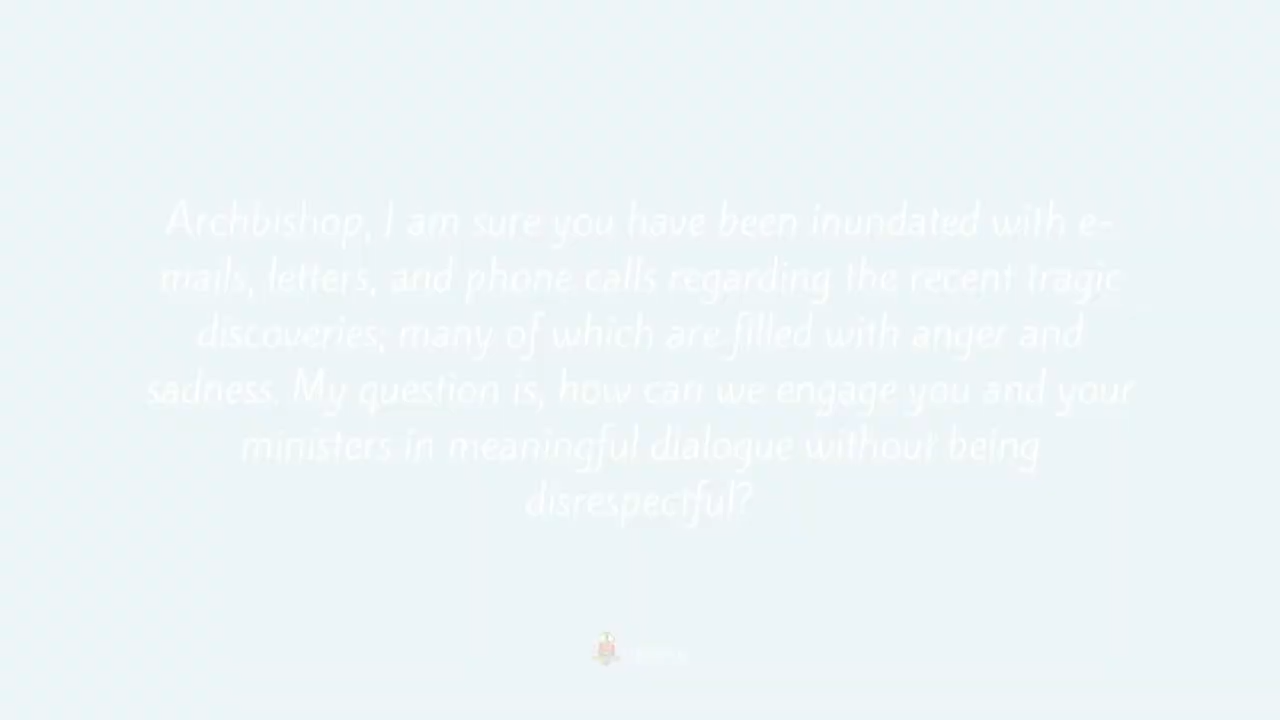 Archbishop, I am sure you have been inundated with e-
mails, letters, and phone calls regarding the recent tragic
discoveries; many of which are filled with anger and
sadness. My question is, how can we engage you and your
ministers in meaningful dialogue without being
disrespectful?